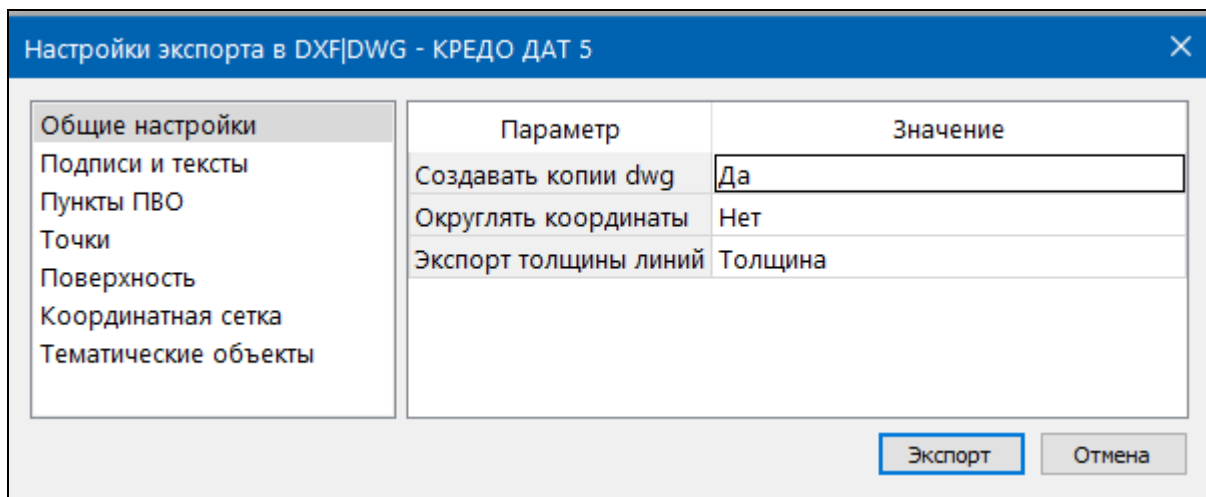 Настройки экспорта в DXF|DWG - КРЕДО ДАТ 5
Общие настройки
Подписи и тексты
Пункты ПВО
Точки
Поверхность
Координатная сетка
Тематические объекты
Параметр Значение
Создавать копии dwg Да
Округлять координаты Нет
Экспорт толщины линий Толщина
Экспорт Отмена